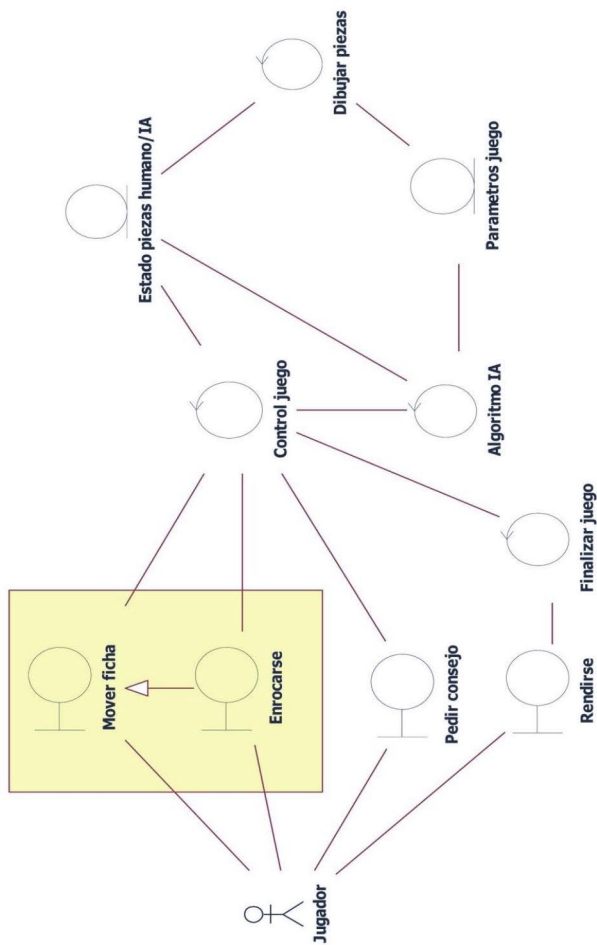 Jugador
Mover ficha
Enrocarse
Pedir consejo
Rendirse
Control juego
Finalizar juego
Algoritmo IA
Estado piezas humano/IA
Parametros juego
Dibujar piezas